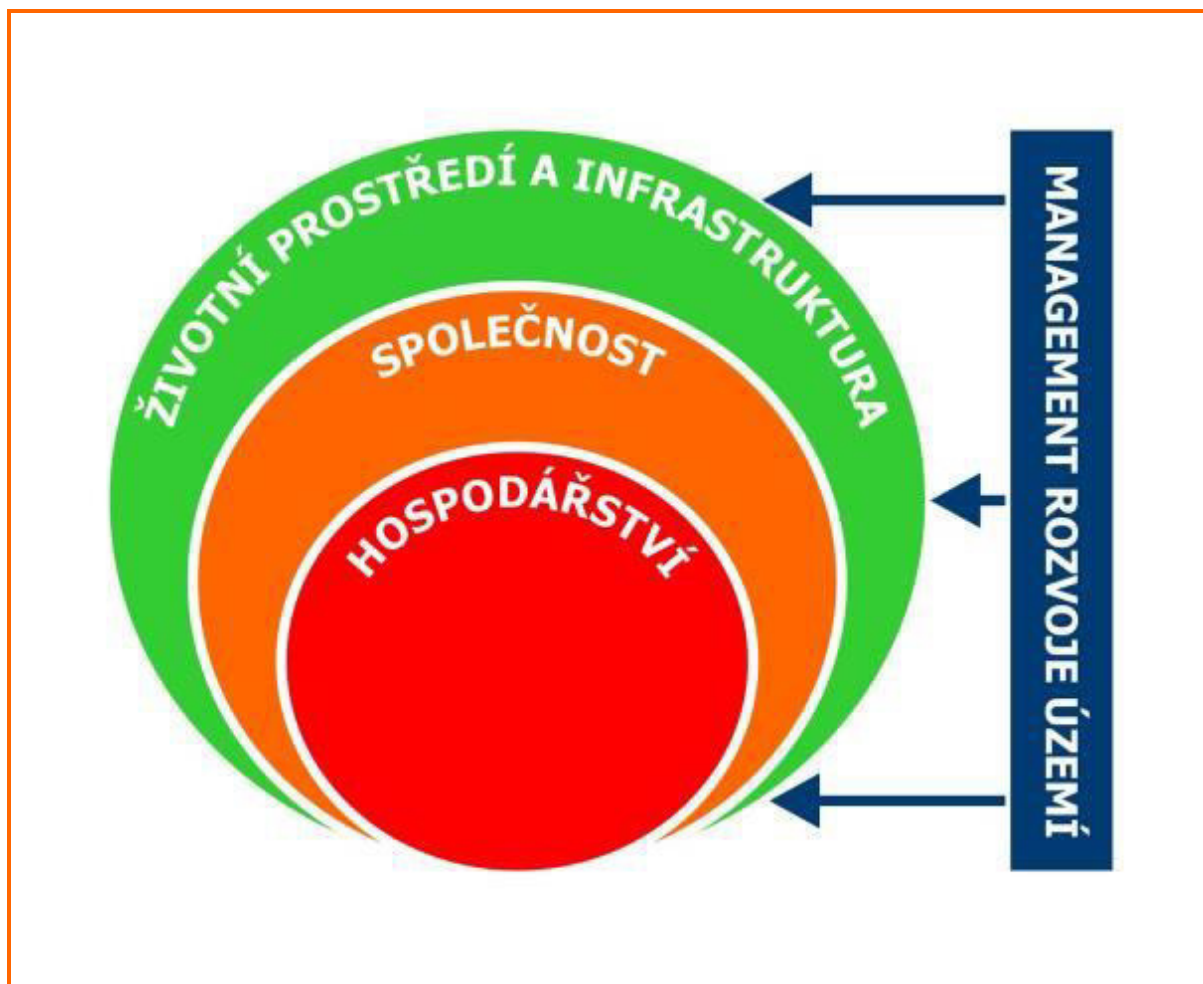 ŽIVOTNÍ PROSTŘEDÍ A INFRASTRUKTURA
SPOLEČNOST
HOSPODÁŘSTVÍ
MANAGEMENT ROZVOJE ÚZEMÍ